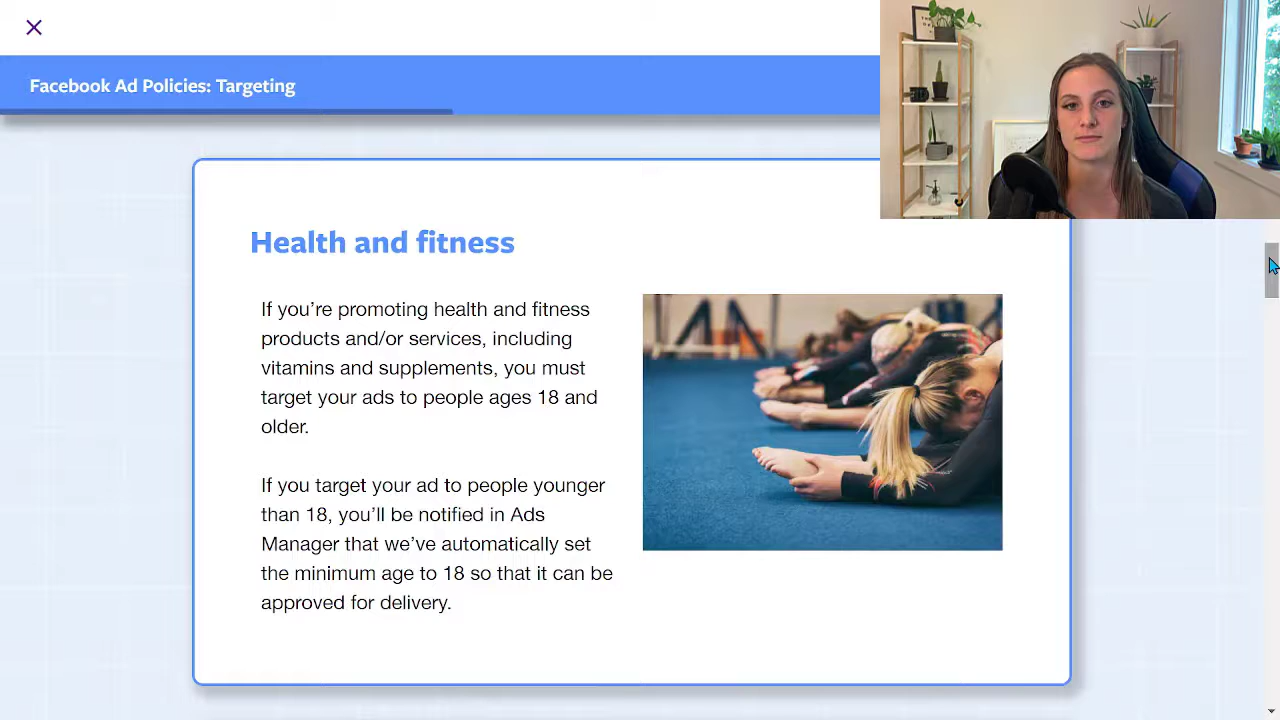 Facebook Ad Policies: Targeting
Health and fitness
If you’re promoting health and fitness
products and/or services, including
vitamins and supplements, you must
target your ads to people ages 18 and
older.
If you target your ad to people younger
than 18, you’ll be notified in Ads
Manager that we’ve automatically set
the minimum age to 18 so that it can be
approved for delivery.